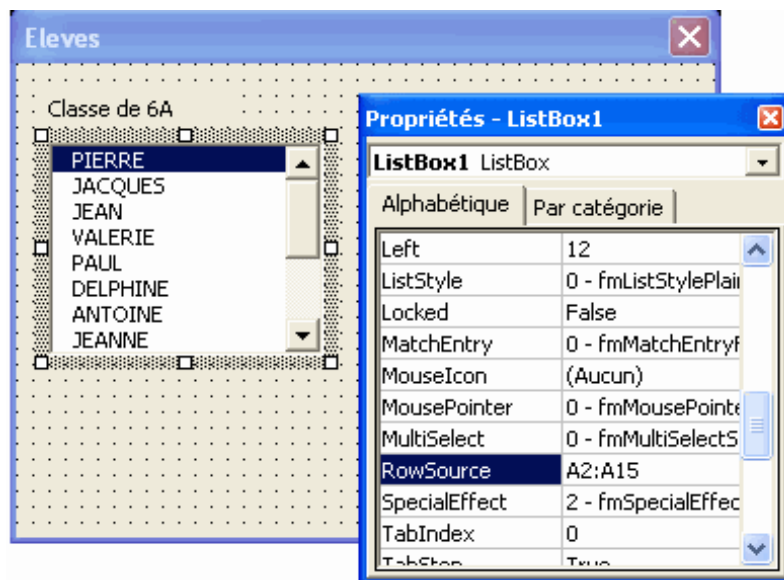 Eleves
Classe de 6A
PIERRE
JACQUES
JEAN
VALERIE
PAUL
DELPHINE
ANTOINE
JEANNE
Propriétés - ListBox1
ListBox1 ListBox
Alphabétique Par catégorie
Left 12
ListStyle 0 - fmListStylePlai
Locked False
MatchEntry 0 - fmMatchEntryF
MouseIcon (Aucun)
MousePointer 0 - fmMousePointe
MultiSelect 0 - fmMultiSelectS
RowSource A2:A15
SpecialEffect 2 - fmSpecialEffec
TabIndex 0
TabStop True